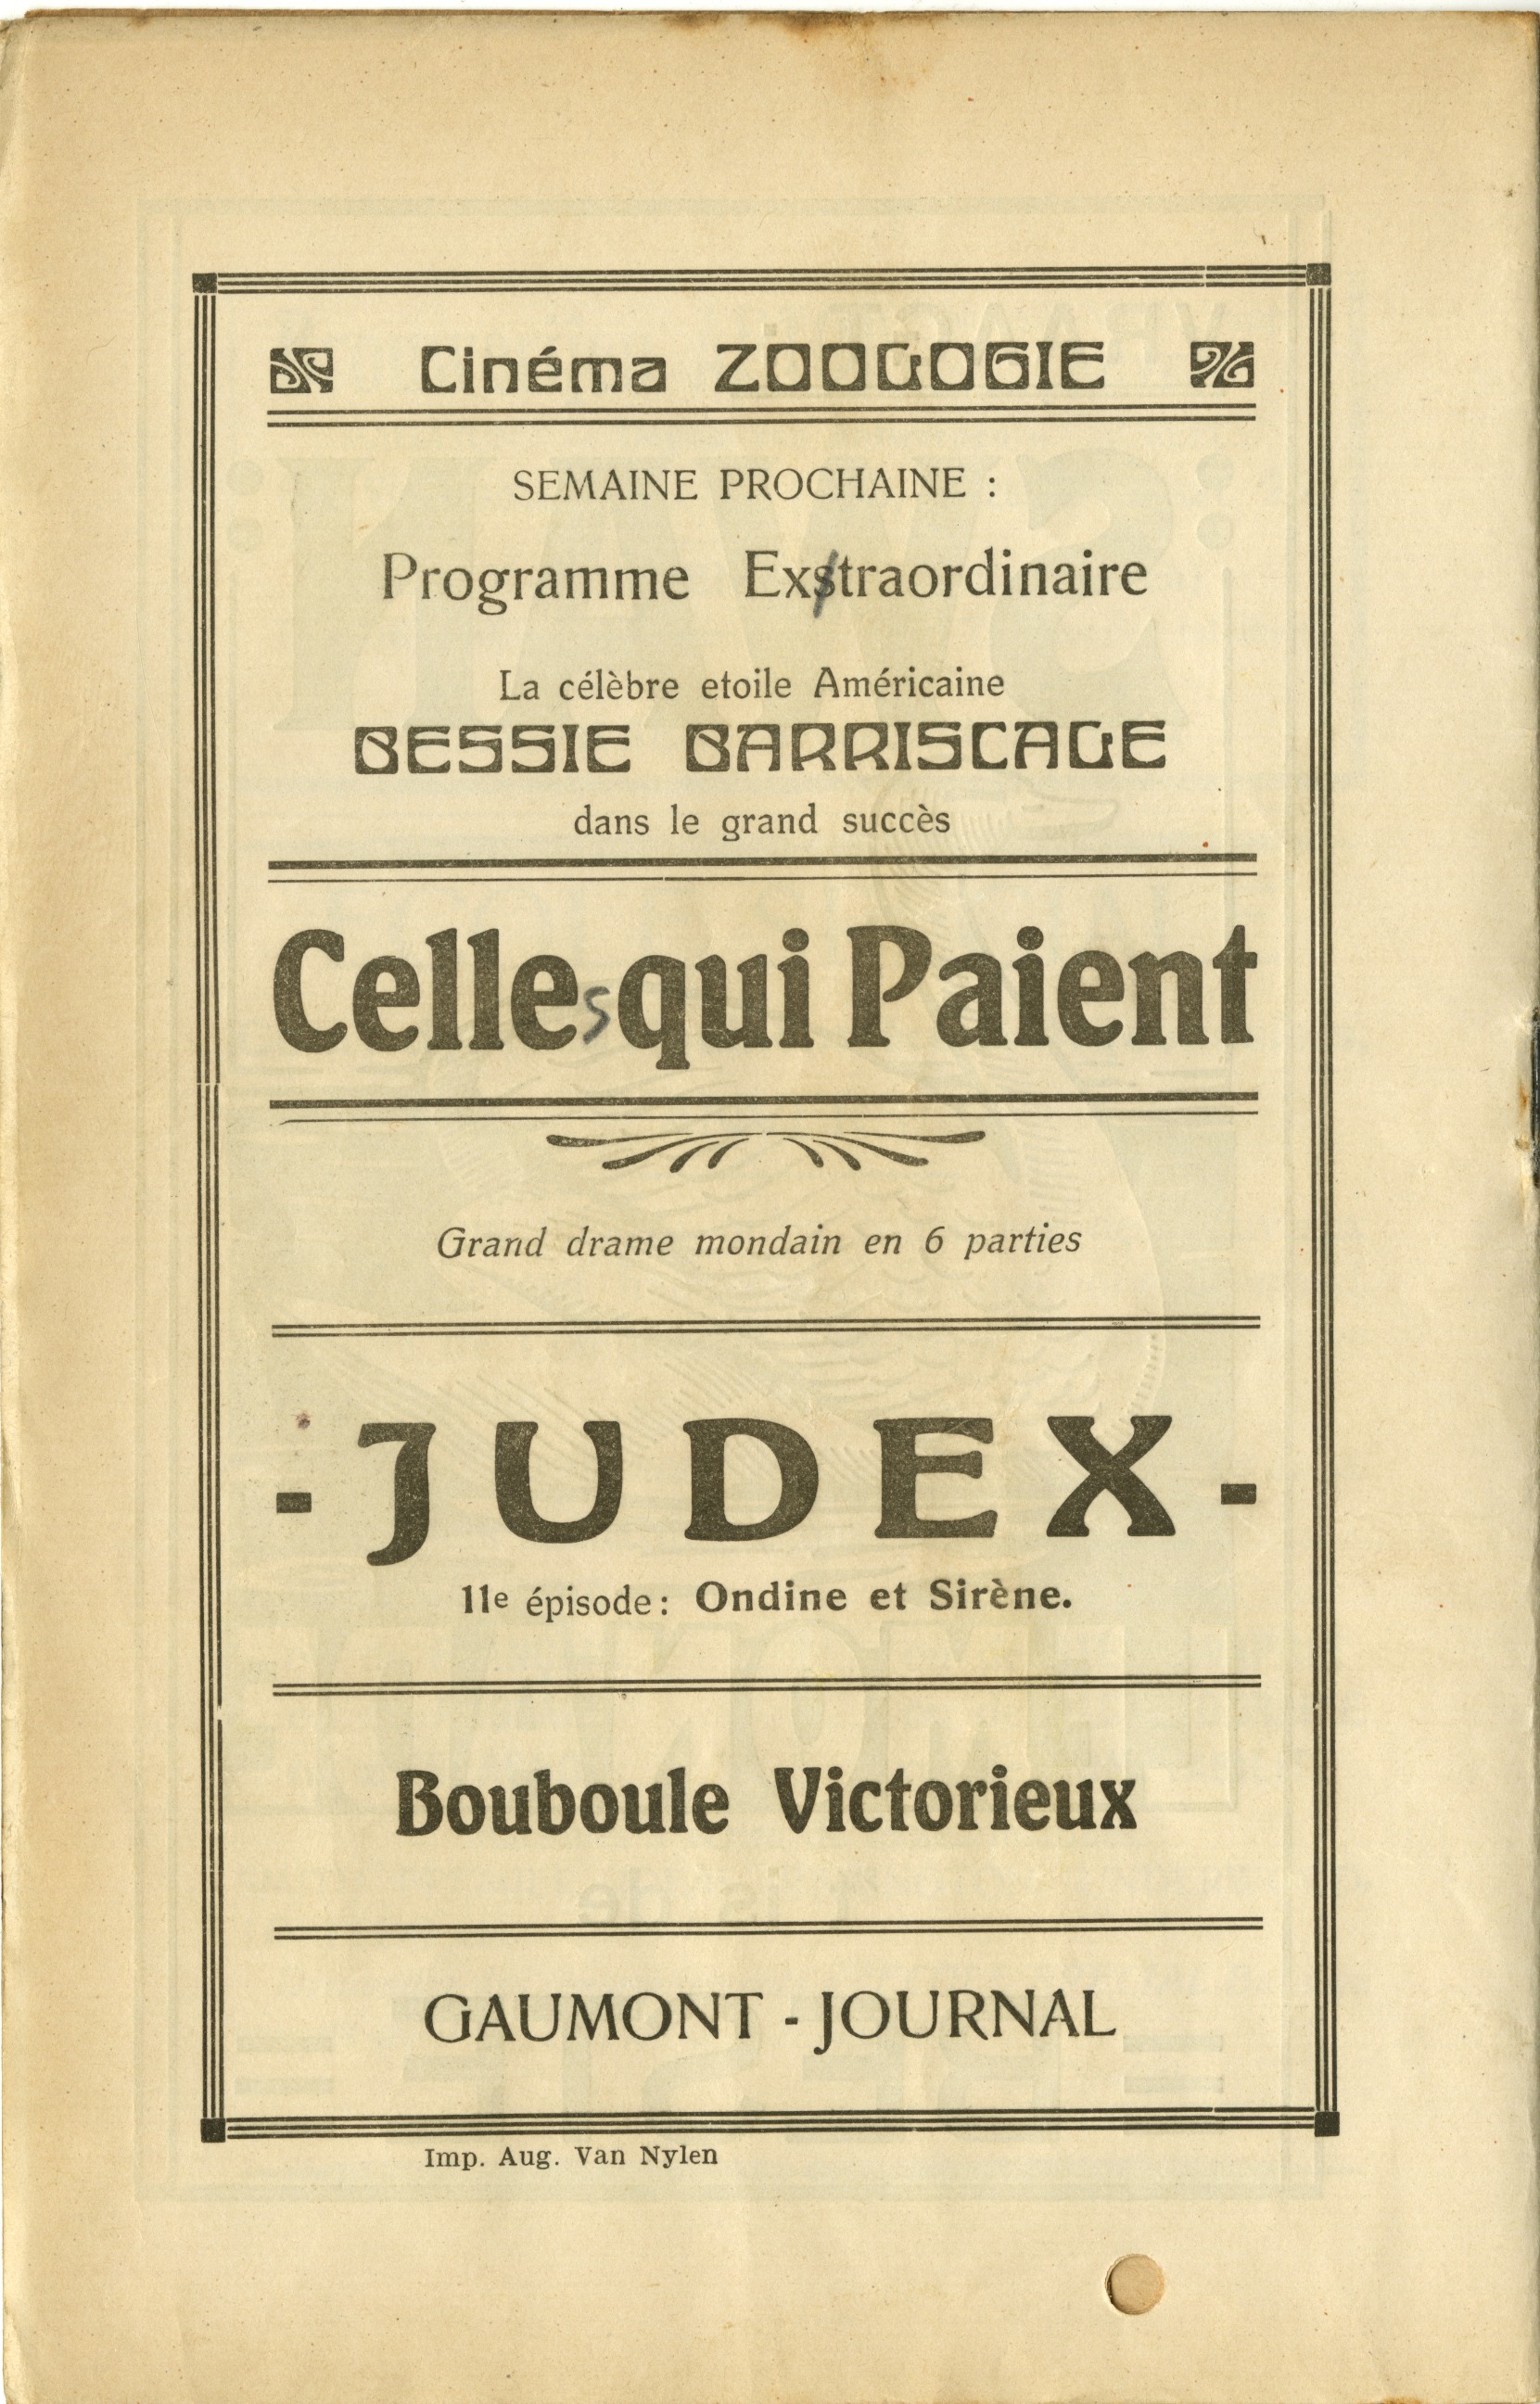 Cinéma ZOOLOGIE
SEMAINE PROCHAINE :
Programme Exstraordinaire
La célèbre etoile Américaine
BESSIE BARRISCALE
dans le grand succès
Celles qui Paient
Grand drame mondain en 6 parties
- JUDEX -
11e épisode: Ondine et Sirène.
Bouboule Victorieux
GAUMONT - JOURNAL
Imp. Aug. Van Nylen